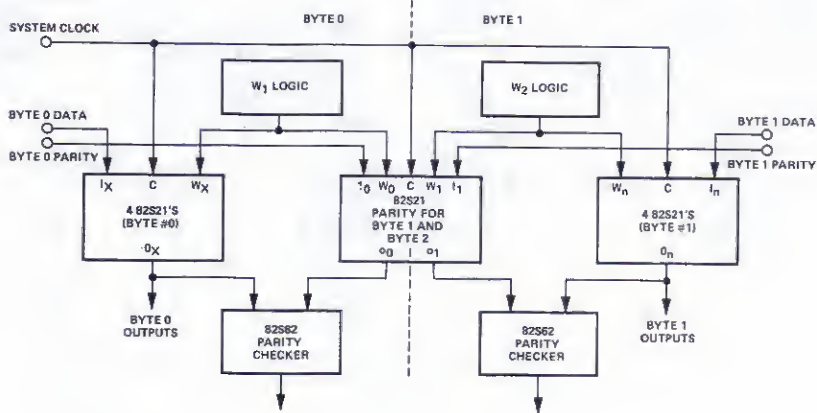 BYTE 0
BYTE 1
SYSTEM CLOCK
W1 LOGIC
W2 LOGIC
BYTE 0 DATA
BYTE 0 PARITY
BYTE 1 DATA
BYTE 1 PARITY
IX C WX
I0 W0 C W1 I1
Wn C In
4 82S21'S
(BYTE #0)
0X
82S21
PARITY FOR
BYTE 1 AND
BYTE 2
00 01
4 82S21'S
(BYTE #1)
0n
BYTE 0
OUTPUTS
82S62
PARITY
CHECKER
82S62
PARITY
CHECKER
BYTE 1
OUTPUTS